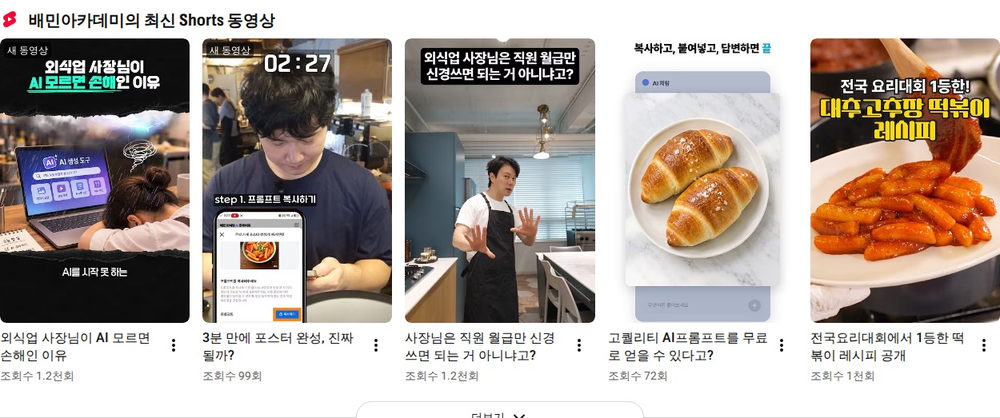 배민아카데미의 최신 Shorts 동영상
새 동영상
외식업 사장님이
AI 모르면 손해인 이유
AI 생성 도구
AI를 시작 못 하는
외식업 사장님이 AI 모르면
손해인 이유
조회수 1.2천회
새 동영상
02:27
step 1. 프롬프트 복사하기
3분 만에 포스터 완성, 진짜
될까?
조회수 99회
외식업 사장님은 직원 월급만
신경쓰면 되는 거 아니냐고?
사장님은 직원 월급만 신경
쓰면 되는 거 아니냐고?
조회수 1.2천회
복사하고, 붙여넣고, 답변하면 끝
AI 채팅
고퀄리티 AI프롬프트를 무료
로 얻을 수 있다고?
조회수 72회
전국 요리대회 1등한!
대추고추장 떡볶이
레시피
전국요리대회에서 1등한 떡
볶이 레시피 공개
조회수 1천회